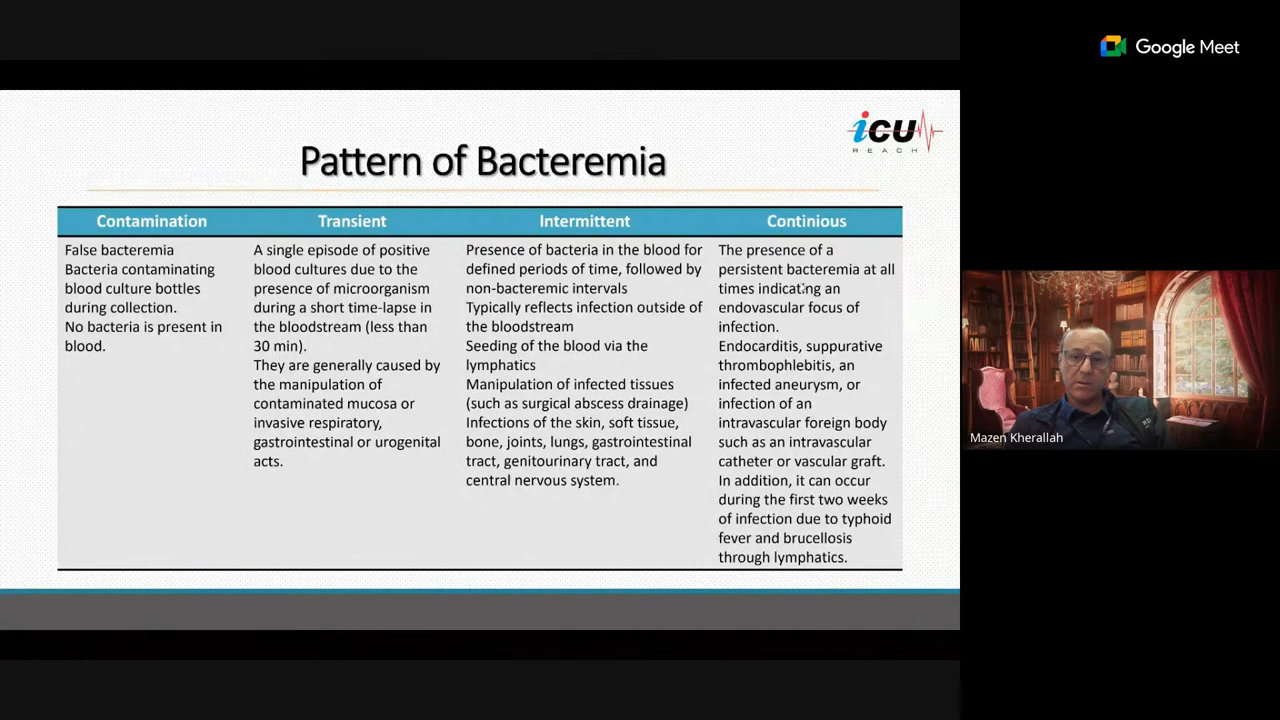 Google Meet
icu
REACH
Pattern of Bacteremia
Contamination
False bacteremia
Bacteria contaminating
blood culture bottles
during collection.
No bacteria is present in
blood.
Transient
A single episode of positive
blood cultures due to the
presence of microorganism
during a short time-lapse in
the bloodstream (less than
30 min).
They are generally caused by
the manipulation of
contaminated mucosa or
invasive respiratory,
gastrointestinal or urogenital
acts.
Intermittent
Presence of bacteria in the blood for
defined periods of time, followed by
non-bacteremic intervals
Typically reflects infection outside of
the bloodstream
Seeding of the blood via the
lymphatics
Manipulation of infected tissues
(such as surgical abscess drainage)
Infections of the skin, soft tissue,
bone, joints, lungs, gastrointestinal
tract, genitourinary tract, and
central nervous system.
Continious
The presence of a
persistent bacteremia at all
times indicating an
endovascular focus of
infection.
Endocarditis, suppurative
thrombophlebitis, an
infected aneurysm, or
infection of an
intravascular foreign body
such as an intravascular
catheter or vascular graft.
In addition, it can occur
during the first two weeks
of infection due to typhoid
fever and brucellosis
through lymphatics.
Mazen Kherallah